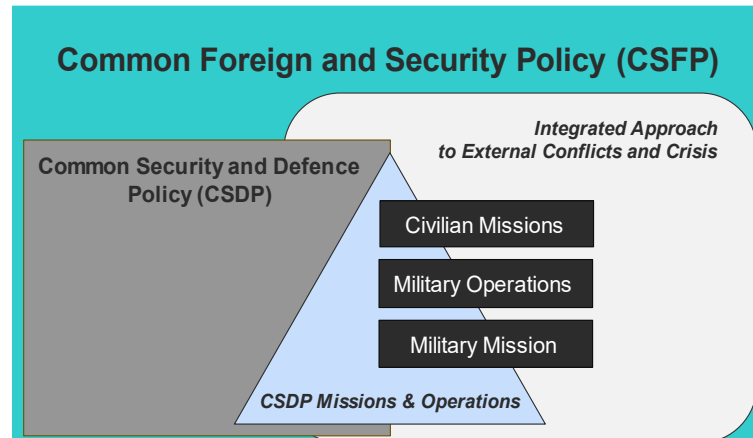 Common Foreign and Security Policy (CSFP)
Integrated Approach
to External Conflicts and Crisis
Common Security and Defence
Policy (CSDP)
Civilian Missions
Military Operations
Military Mission
CSDP Missions & Operations